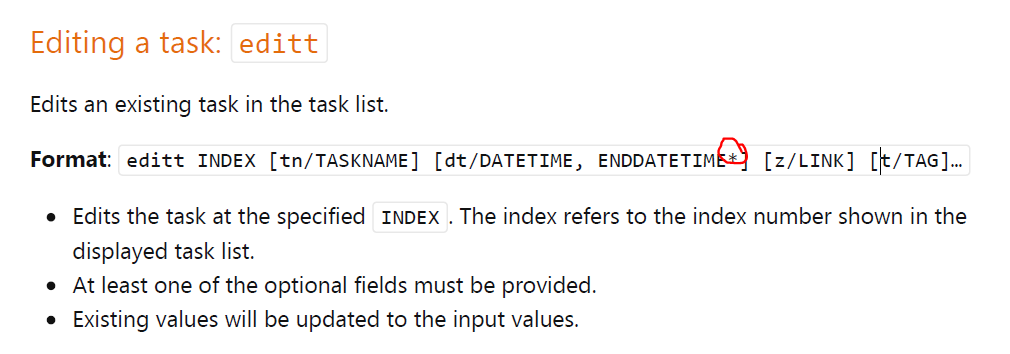 Editing a task: editt
Edits an existing task in the task list.
Format: editt INDEX [tn/TASKNAME] [dt/DATETIME, ENDDATETIME*] [z/LINK] [t/TAG]…
• Edits the task at the specified INDEX. The index refers to the index number shown in the
displayed task list.
• At least one of the optional fields must be provided.
• Existing values will be updated to the input values.